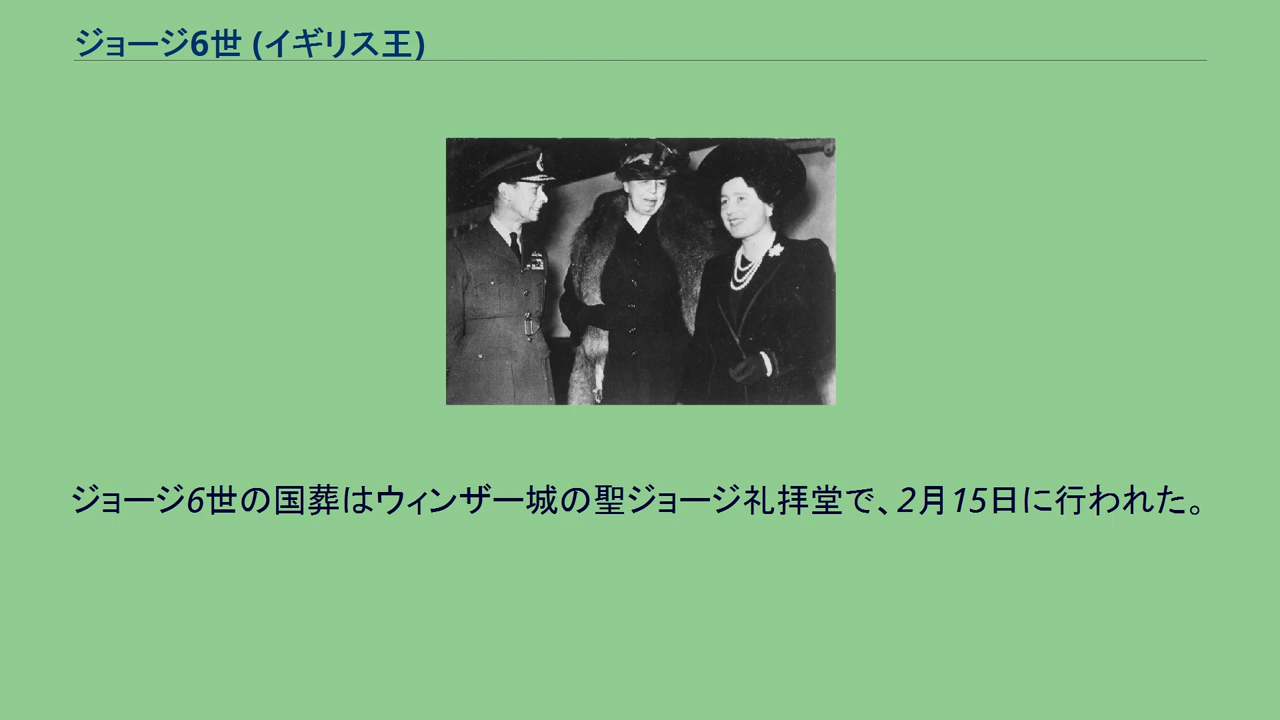 ジョージ6世 (イギリス王)
ジョージ6世の国葬はウィンザー城の聖ジョージ礼拝堂で、2月15日に行われた。